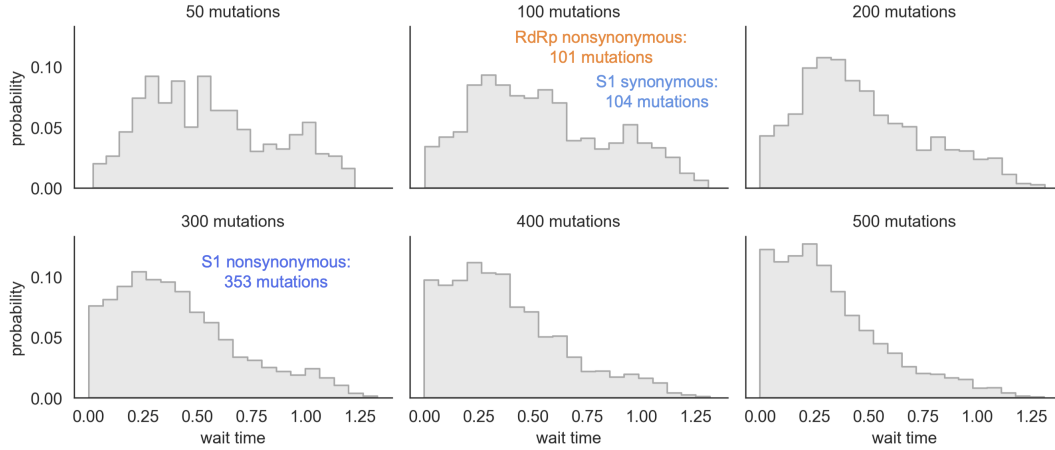 50 mutations
100 mutations
200 mutations
probability
0.10
0.05
0.00
RdRp nonsynonymous:
101 mutations
S1 synonymous:
104 mutations
300 mutations
400 mutations
500 mutations
probability
0.10
0.05
0.00
S1 nonsynonymous:
353 mutations
0.00 0.25 0.50 0.75 1.00 1.25
0.00 0.25 0.50 0.75 1.00 1.25
0.00 0.25 0.50 0.75 1.00 1.25
wait time
wait time
wait time